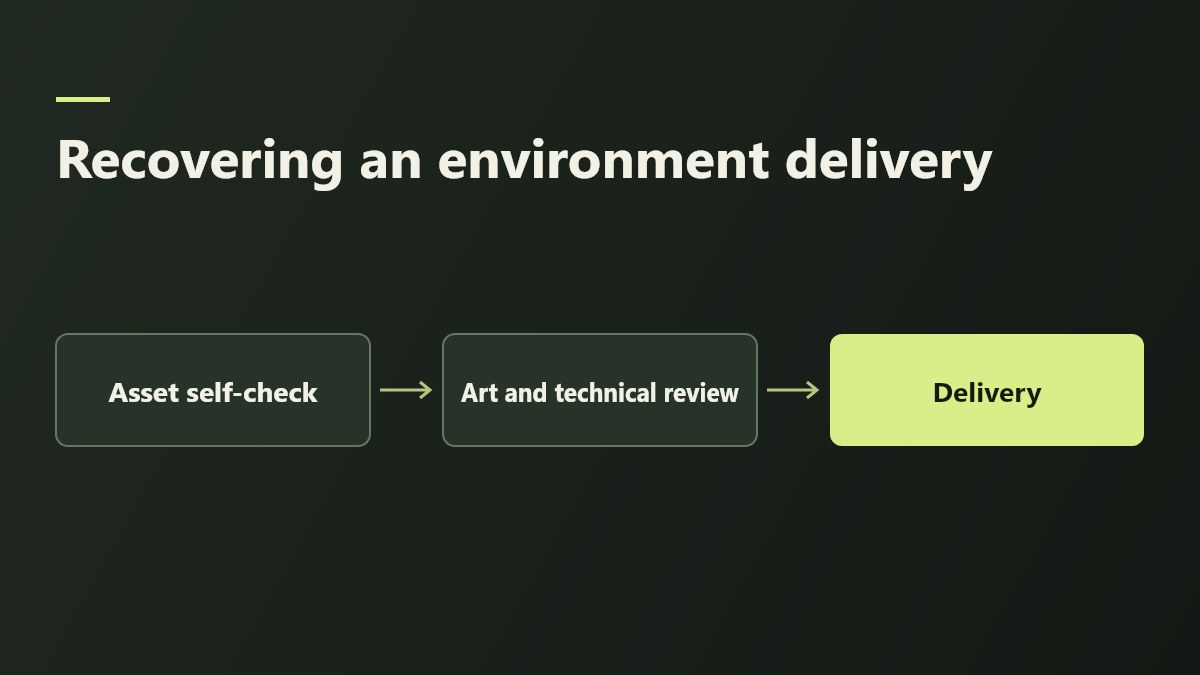 Recovering an environment delivery
Asset self-check
Art and technical review
Delivery